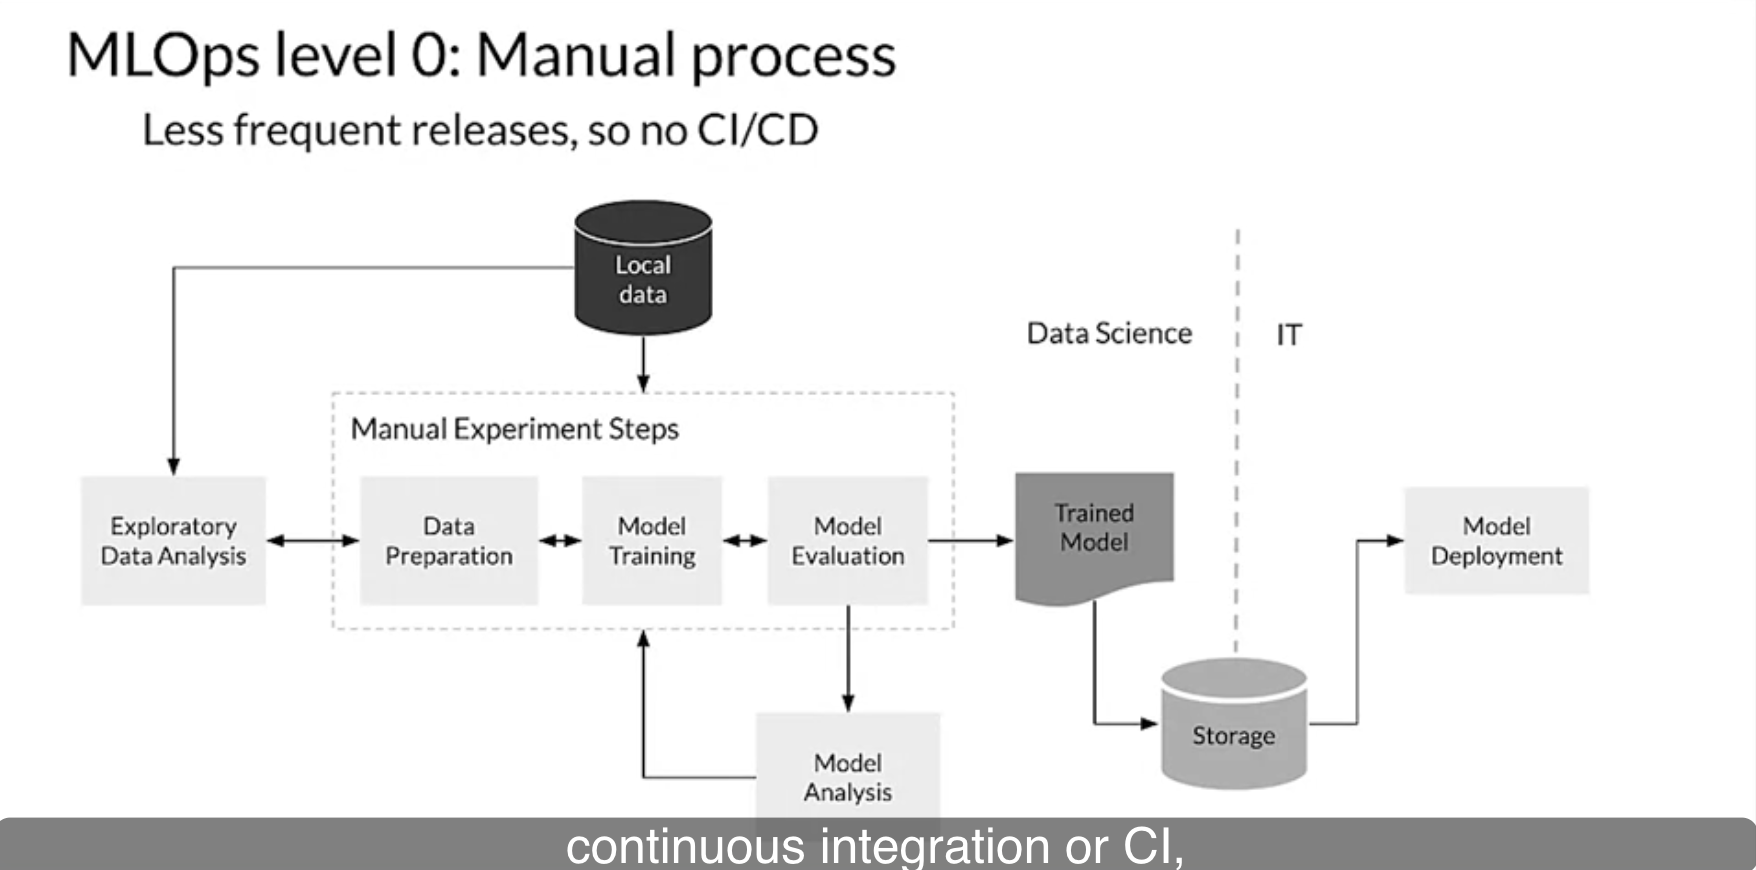 MLOps level 0: Manual process
Less frequent releases, so no CI/CD
Local
data
Data Science
IT
Manual Experiment Steps
Exploratory
Data Analysis
Data
Preparation
Model
Training
Model
Evaluation
Trained
Model
Model
Deployment
Storage
Model
Analysis
continuous integration or CI,